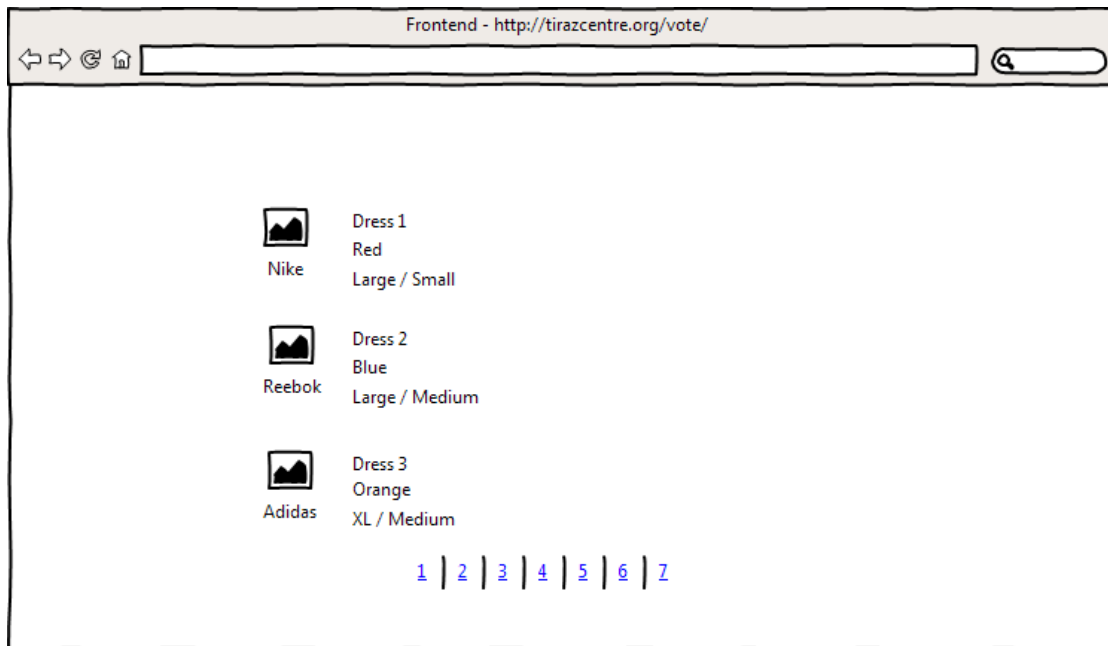 Frontend - http://tirazcentre.org/vote/
Dress 1
Red
Nike
Large / Small
Dress 2
Blue
Reebok
Large / Medium
Dress 3
Orange
Adidas
XL / Medium
1 2 3 4 5 6 7